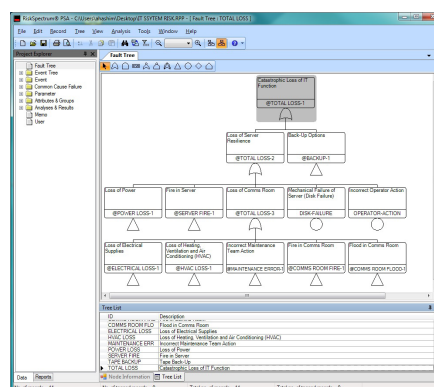 RiskSpectrum® PSA - C:\Users\ahashim\Desktop\IT SSYTEM RISK.RPP - [ Fault Tree : TOTAL LOSS ]
File Edit Record Tree View Analysis Tools Window Help
Project Explorer
Fault Tree
Fault Tree
Event Tree
Event
Common Cause Failure
Parameter
Attributes & Groups
Analyses & Results
Memo
User
Catastrophic Loss of IT
Function
@TOTAL LOSS-1
Loss of Server
Resilience
@TOTAL LOSS-2
Back-Up Options
@BACKUP-1
Loss of Power
@POWER LOSS-1
Fire in Server
@SERVER FIRE-1
Loss of Comms Room
@TOTAL LOSS-3
Mechanical Failure of
Server (Disk Failure)
DISK-FAILURE
Incorrect Operator Action
OPERATOR-ACTION
Loss of Electrical
Supplies
@ELECTRICAL LOSS-1
Loss of Heating,
Ventilation and Air
Conditioning (HVAC)
@HVAC LOSS-1
Incorrect Maintenance
Team Action
@MAINTENANCE ERROR-1
Fire in Comms Room
@COMMS ROOM FIRE-1
Flood in Comms Room
@COMMS ROOM FLOOD-1
Tree List
ID Description
COMMS ROOM FLO Flood in Comms Room
ELECTRICAL LOSS Loss of Electrical Supplies
HVAC LOSS Loss of Heating, Ventilation and Air Conditioning (HVAC)
MAINTENANCE ERR Incorrect Maintenance Team Action
POWER LOSS Loss of Power
SERVER FIRE Fire in Server
TAPE BACKUP Tape Back-Up
TOTAL LOSS Catastrophic Loss of IT Function
Data Reports Node Information Tree List